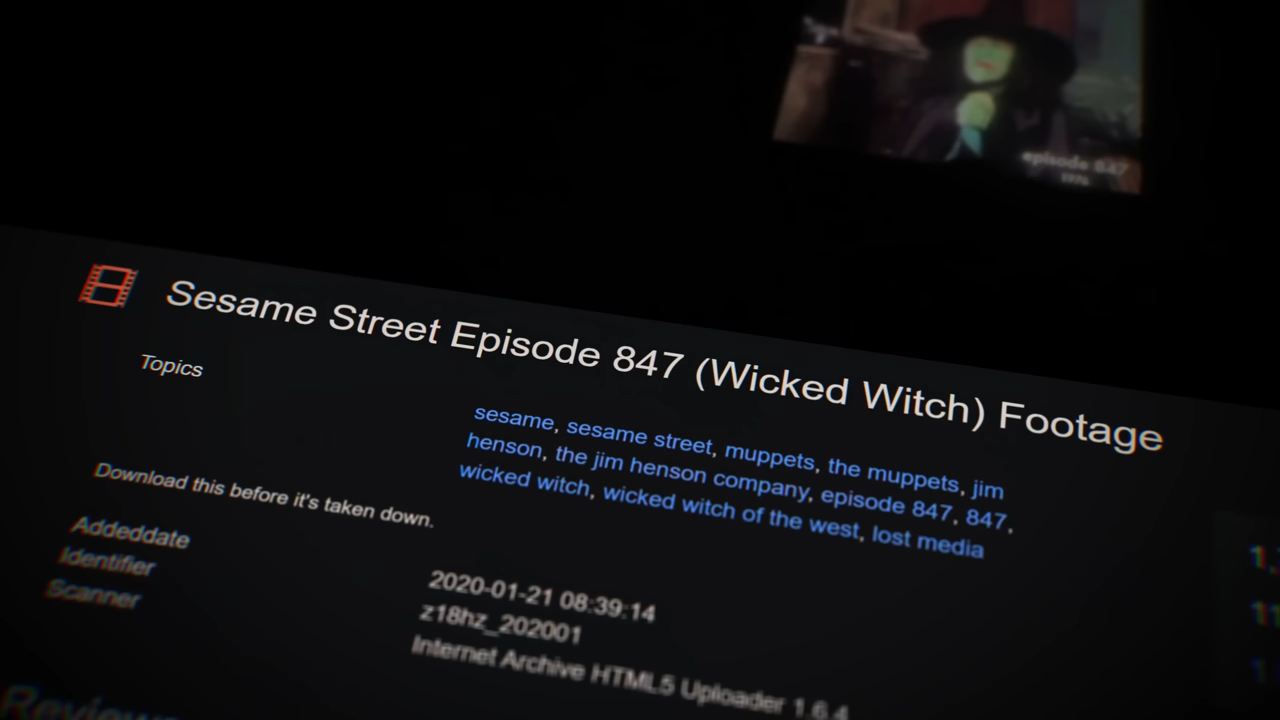 episode 847
1976
Sesame Street Episode 847 (Wicked Witch) Footage
Topics
sesame, sesame street, muppets, the muppets, jim
henson, the jim henson company, episode 847, 847,
wicked witch, wicked witch of the west, lost media
Download this before it's taken down.
Addeddate
2020-01-21 08:39:14
Identifier
z18hz_202001
Scanner
Internet Archive HTML5 Uploader 1.6.4
Reviews